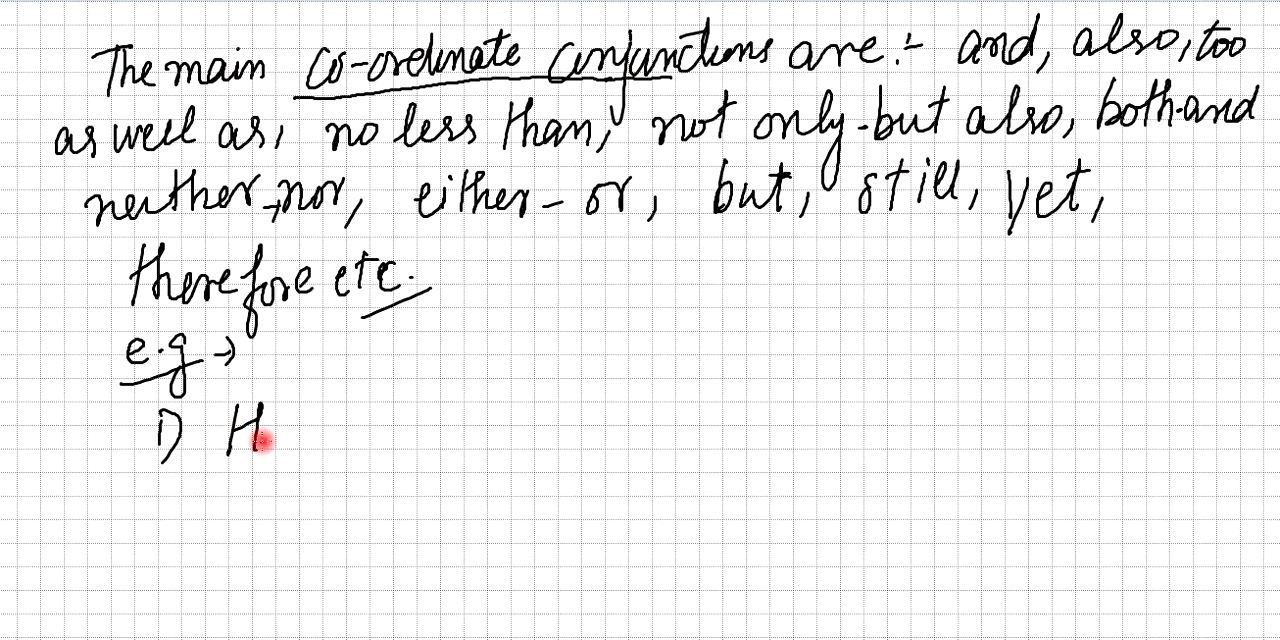 The main co-ordinate conjunctions are :- and, also, too
as well as, no less than, not only-but also, both-and
neither-nor, either-or, but, still, yet,
therefore etc.
e.g →
1) H